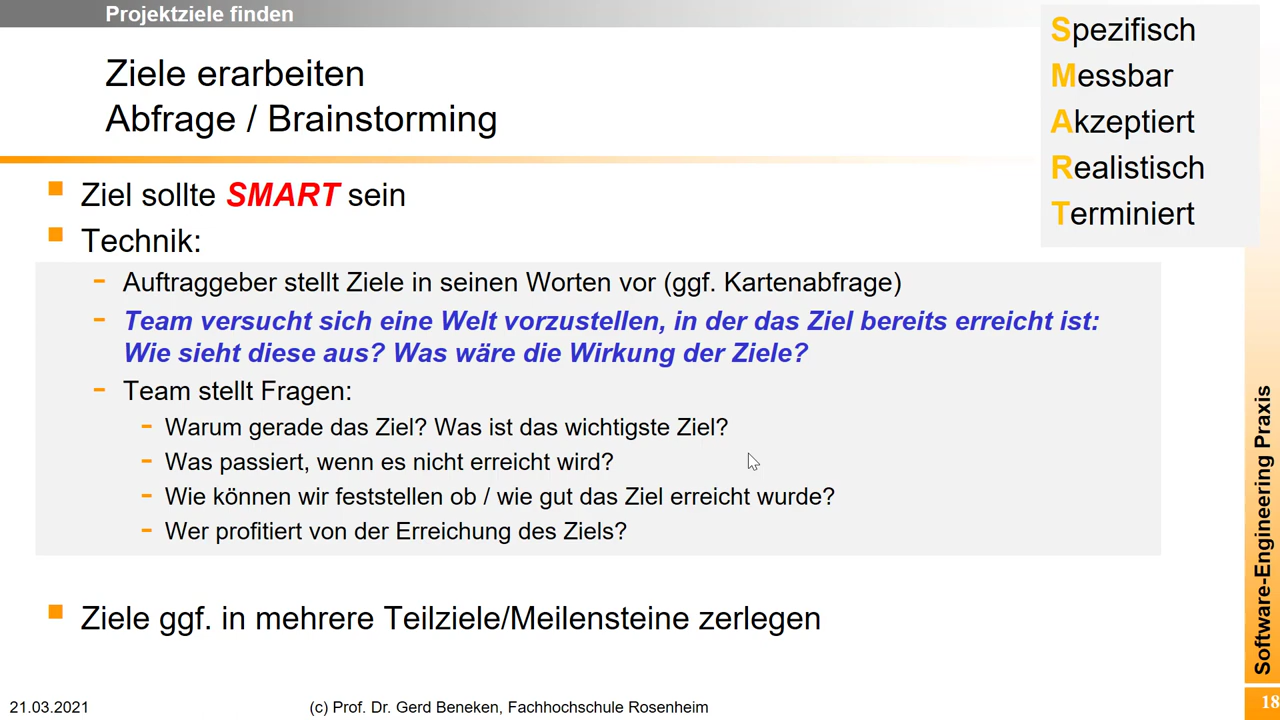 Projektziele finden
Ziele erarbeiten
Abfrage / Brainstorming
Spezifisch
Messbar
Akzeptiert
Realistisch
Terminiert
Ziel sollte SMART sein
Technik:
Auftraggeber stellt Ziele in seinen Worten vor (ggf. Kartenabfrage)
Team versucht sich eine Welt vorzustellen, in der das Ziel bereits erreicht ist:
Wie sieht diese aus? Was wäre die Wirkung der Ziele?
Team stellt Fragen:
Warum gerade das Ziel? Was ist das wichtigste Ziel?
Was passiert, wenn es nicht erreicht wird?
Wie können wir feststellen ob / wie gut das Ziel erreicht wurde?
Wer profitiert von der Erreichung des Ziels?
Ziele ggf. in mehrere Teilziele/Meilensteine zerlegen
Software-Engineering Praxis
21.03.2021
(c) Prof. Dr. Gerd Beneken, Fachhochschule Rosenheim
18